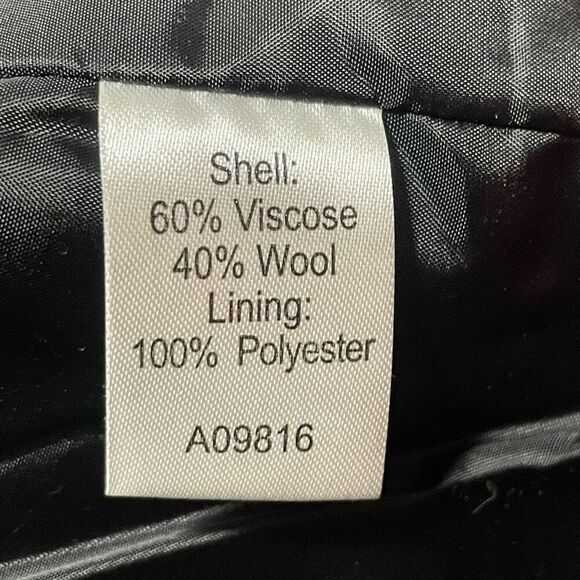 Shell:
60% Viscose
40% Wool
Lining:
100% Polyester
A09816